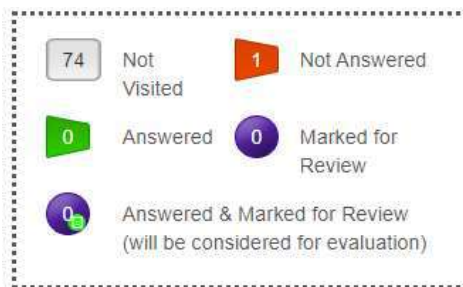 74 Not Visited
1 Not Answered
0 Answered
0 Marked for Review
0 Answered & Marked for Review
(will be considered for evaluation)